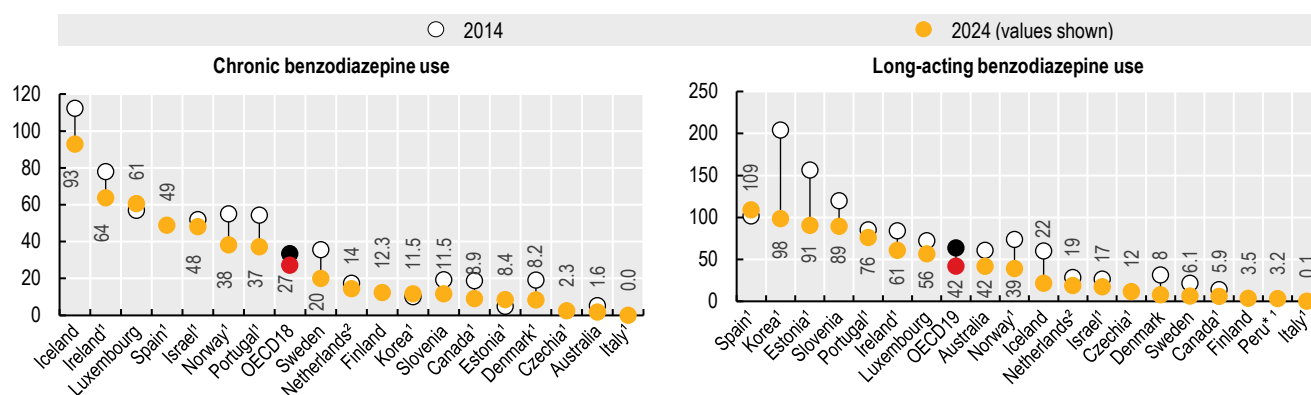 2014
2024 (values shown)
Chronic benzodiazepine use
120
100
80
60
40
20
0
93
64
61
49
48
38
37
27
20
14
12.3
11.5
11.5
8.9
8.4
8.2
2.3
1.6
0.0
Iceland
Ireland¹
Luxembourg
Spain¹
Israel¹
Norway¹
Portugal¹
OECD18
Sweden
Netherlands²
Finland
Korea¹
Slovenia
Canada¹
Estonia¹
Denmark¹
Czechia¹
Australia
Italy¹
Long-acting benzodiazepine use
250
200
150
100
50
0
109
98
91
89
76
61
56
42
42
39
22
19
17
12
8
6.1
5.9
3.5
3.2
0.1
Spain¹
Korea¹
Estonia¹
Slovenia
Portugal¹
Ireland¹
Luxembourg
OECD19
Australia
Norway¹
Iceland
Netherlands²
Israel¹
Czechia¹
Denmark
Sweden
Canada¹
Finland
Peru* ¹
Italy¹